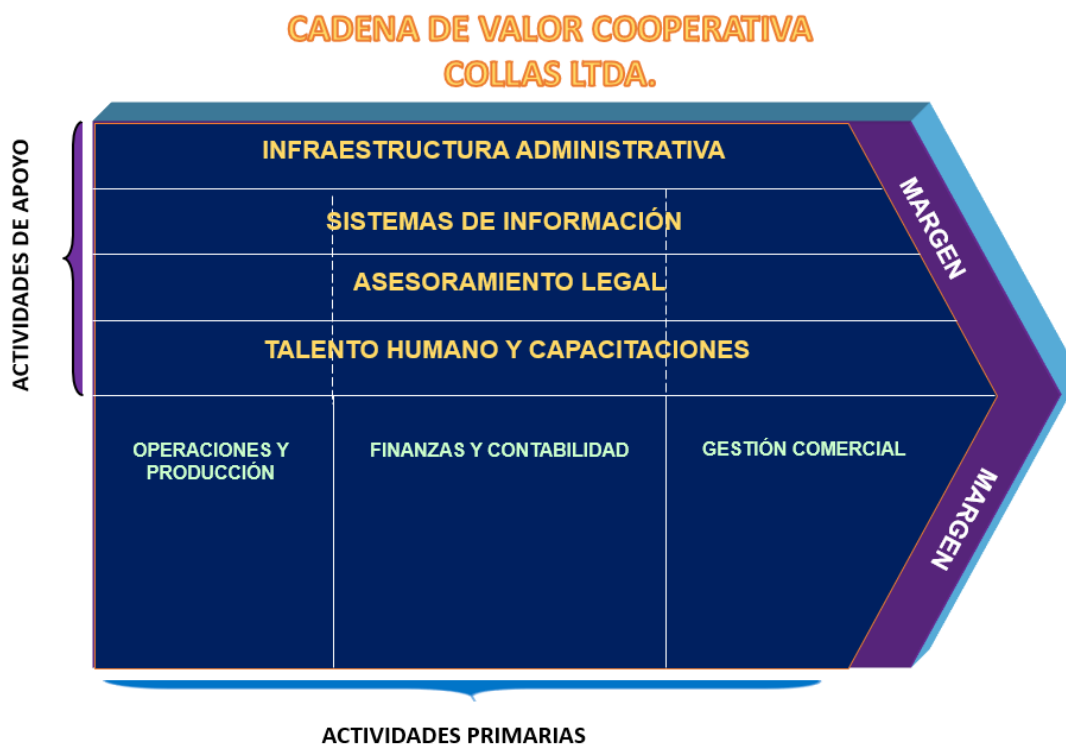 CADENA DE VALOR COOPERATIVA
COLLAS LTDA.
ACTIVIDADES DE APOYO
INFRAESTRUCTURA ADMINISTRATIVA
SISTEMAS DE INFORMACIÓN
ASESORAMIENTO LEGAL
TALENTO HUMANO Y CAPACITACIONES
MARGEN
OPERACIONES Y
PRODUCCIÓN
FINANZAS Y CONTABILIDAD
GESTIÓN COMERCIAL
MARGEN
ACTIVIDADES PRIMARIAS